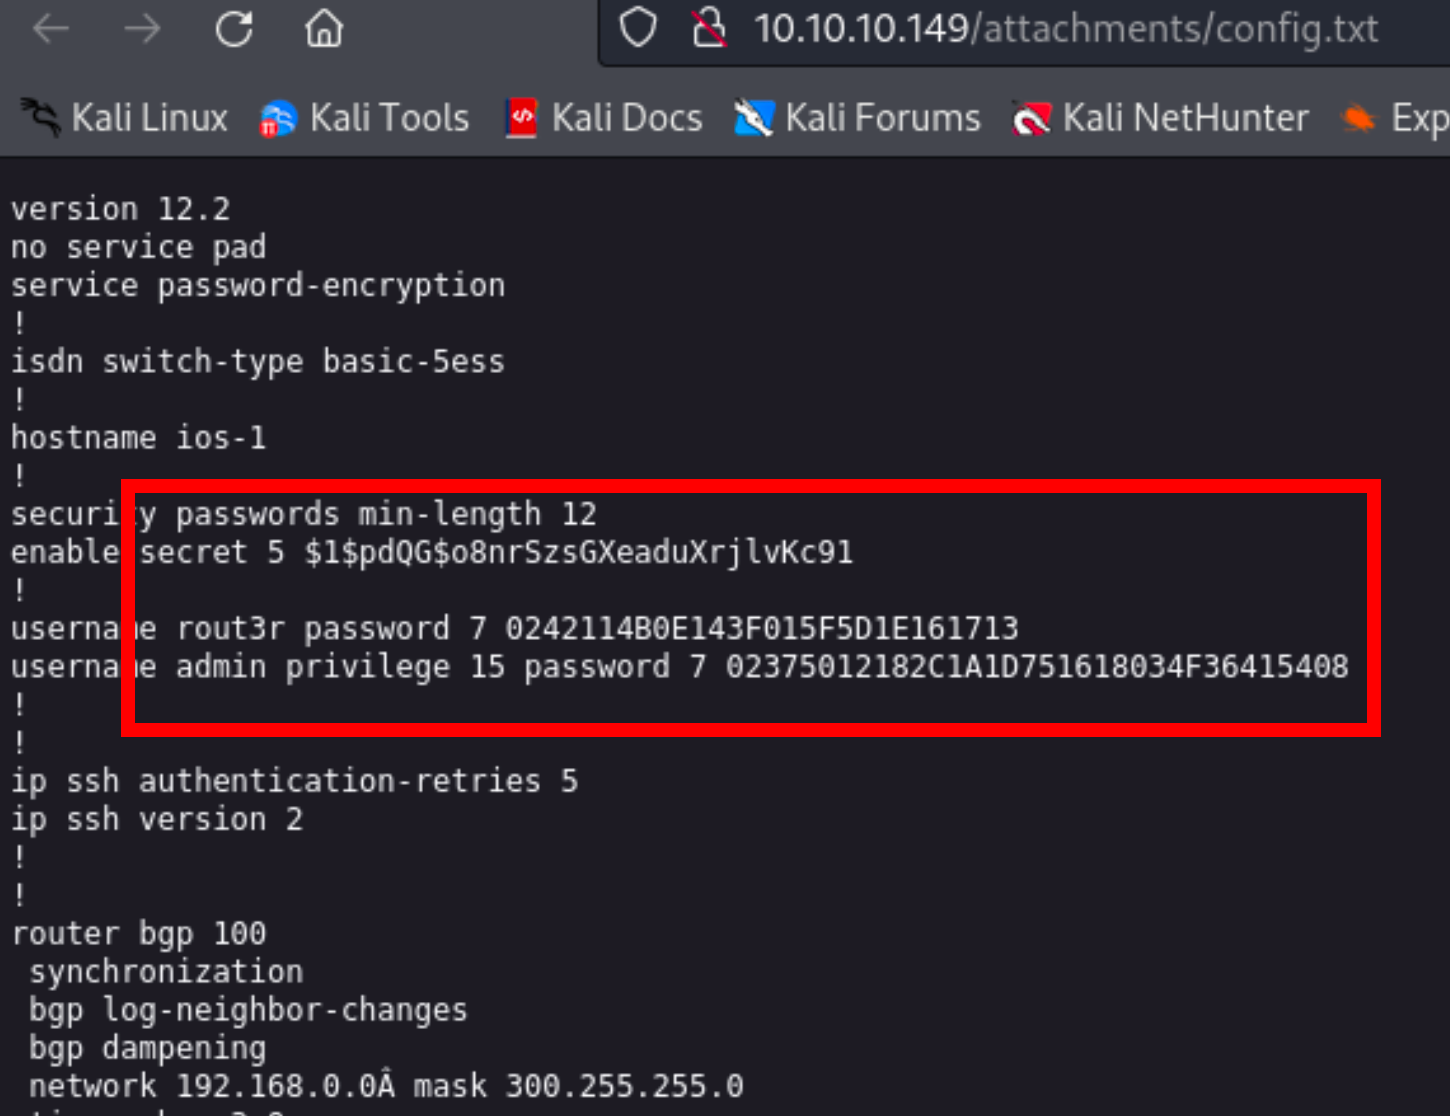 10.10.10.149/attachments/config.txt
Kali Linux Kali Tools Kali Docs Kali Forums Kali NetHunter Exp
version 12.2
no service pad
service password-encryption
!
isdn switch-type basic-5ess
!
hostname ios-1
!
security passwords min-length 12
enable secret 5 $1$pdQG$o8nrSzsGXeaduXrjlvKc91
!
username rout3r password 7 0242114B0E143F015F5D1E161713
username admin privilege 15 password 7 02375012182C1A1D751618034F36415408
!
!
ip ssh authentication-retries 5
ip ssh version 2
!
!
router bgp 100
synchronization
bgp log-neighbor-changes
bgp dampening
network 192.168.0.0Â mask 300.255.255.0